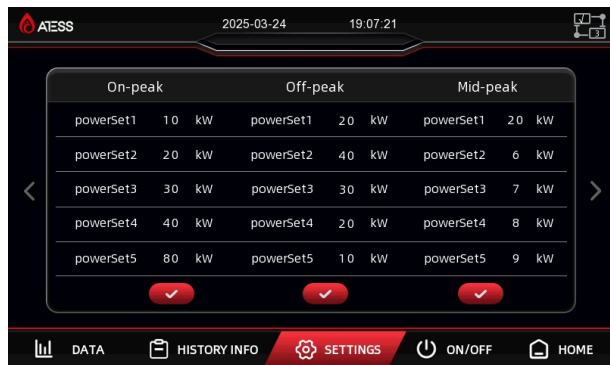 ATESS 2025-03-24 19:07:21
3
On-peak Off-peak Mid-peak
powerSet1 10 kW powerSet1 20 kW powerSet1 20 kW
powerSet2 20 kW powerSet2 40 kW powerSet2 6 kW
powerSet3 30 kW powerSet3 30 kW powerSet3 7 kW
powerSet4 40 kW powerSet4 20 kW powerSet4 8 kW
powerSet5 80 kW powerSet5 10 kW powerSet5 9 kW
DATA HISTORY INFO SETTINGS ON/OFF HOME